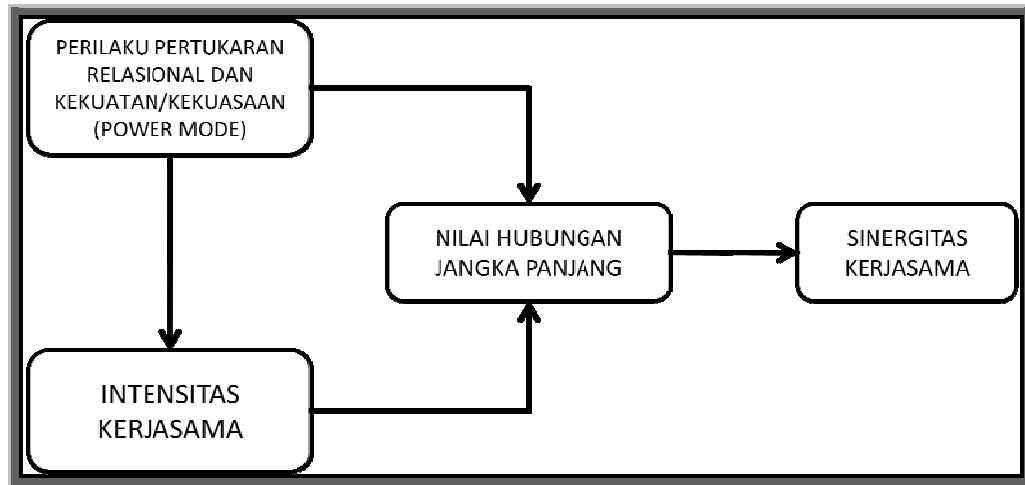 PERILAKU PERTUKARAN
RELASIONAL DAN
KEKUATAN/KEKUASAAN
(POWER MODE)
NILAI HUBUNGAN
JANGKA PANJANG
SINERGITAS
KERJASAMA
INTENSITAS
KERJASAMA